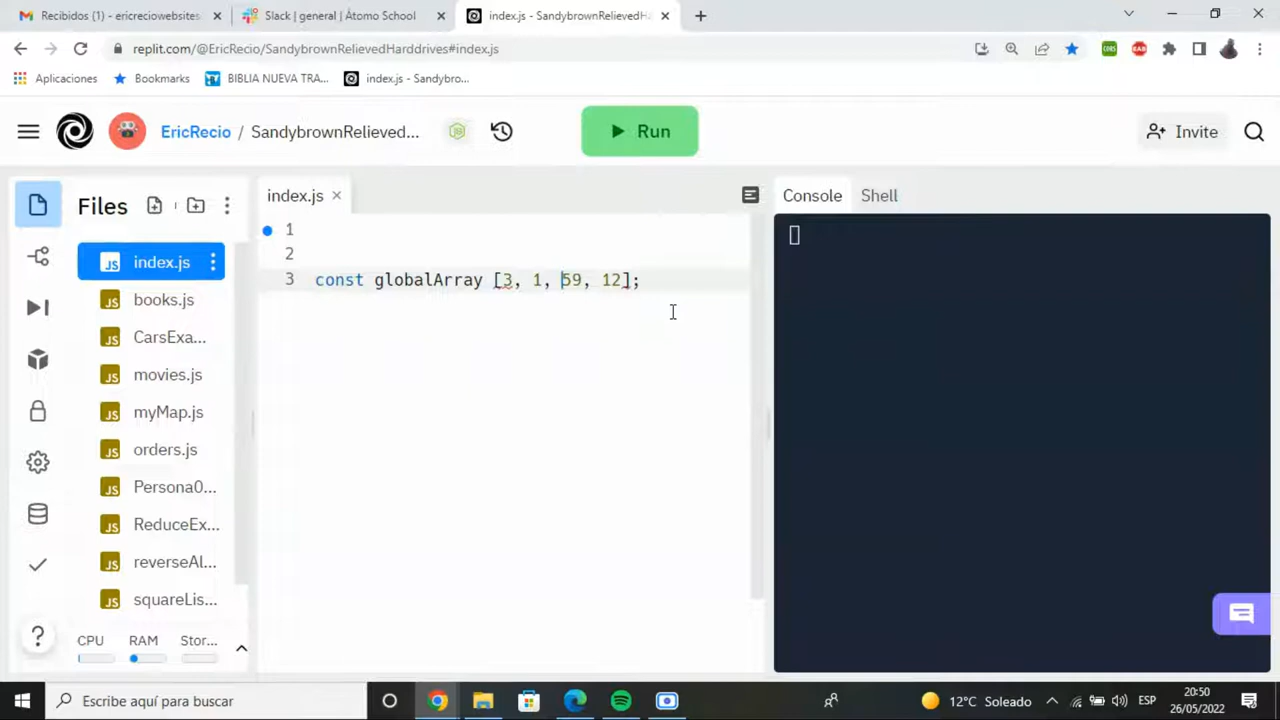 Recibidos (1) - ericreciowebsites
Slack | general | Átomo School
index.js - SandybrownRelievedHa
replit.com/@EricRecio/SandybrownRelievedHarddrives#index.js
CORS
Aplicaciones
Bookmarks
BIBLIA NUEVA TRA...
index.js - Sandybro...
EricRecio / SandybrownRelieved...
Run
Invite
Files
index.js
books.js
CarsExa...
movies.js
myMap.js
orders.js
Persona0...
ReduceEx...
reverseAl...
squareLis...
CPU RAM Stor...
index.js
1
2
3 const globalArray [3, 1, 59, 12];
Console Shell
Escribe aquí para buscar
12°C Soleado
ESP
20:50
26/05/2022